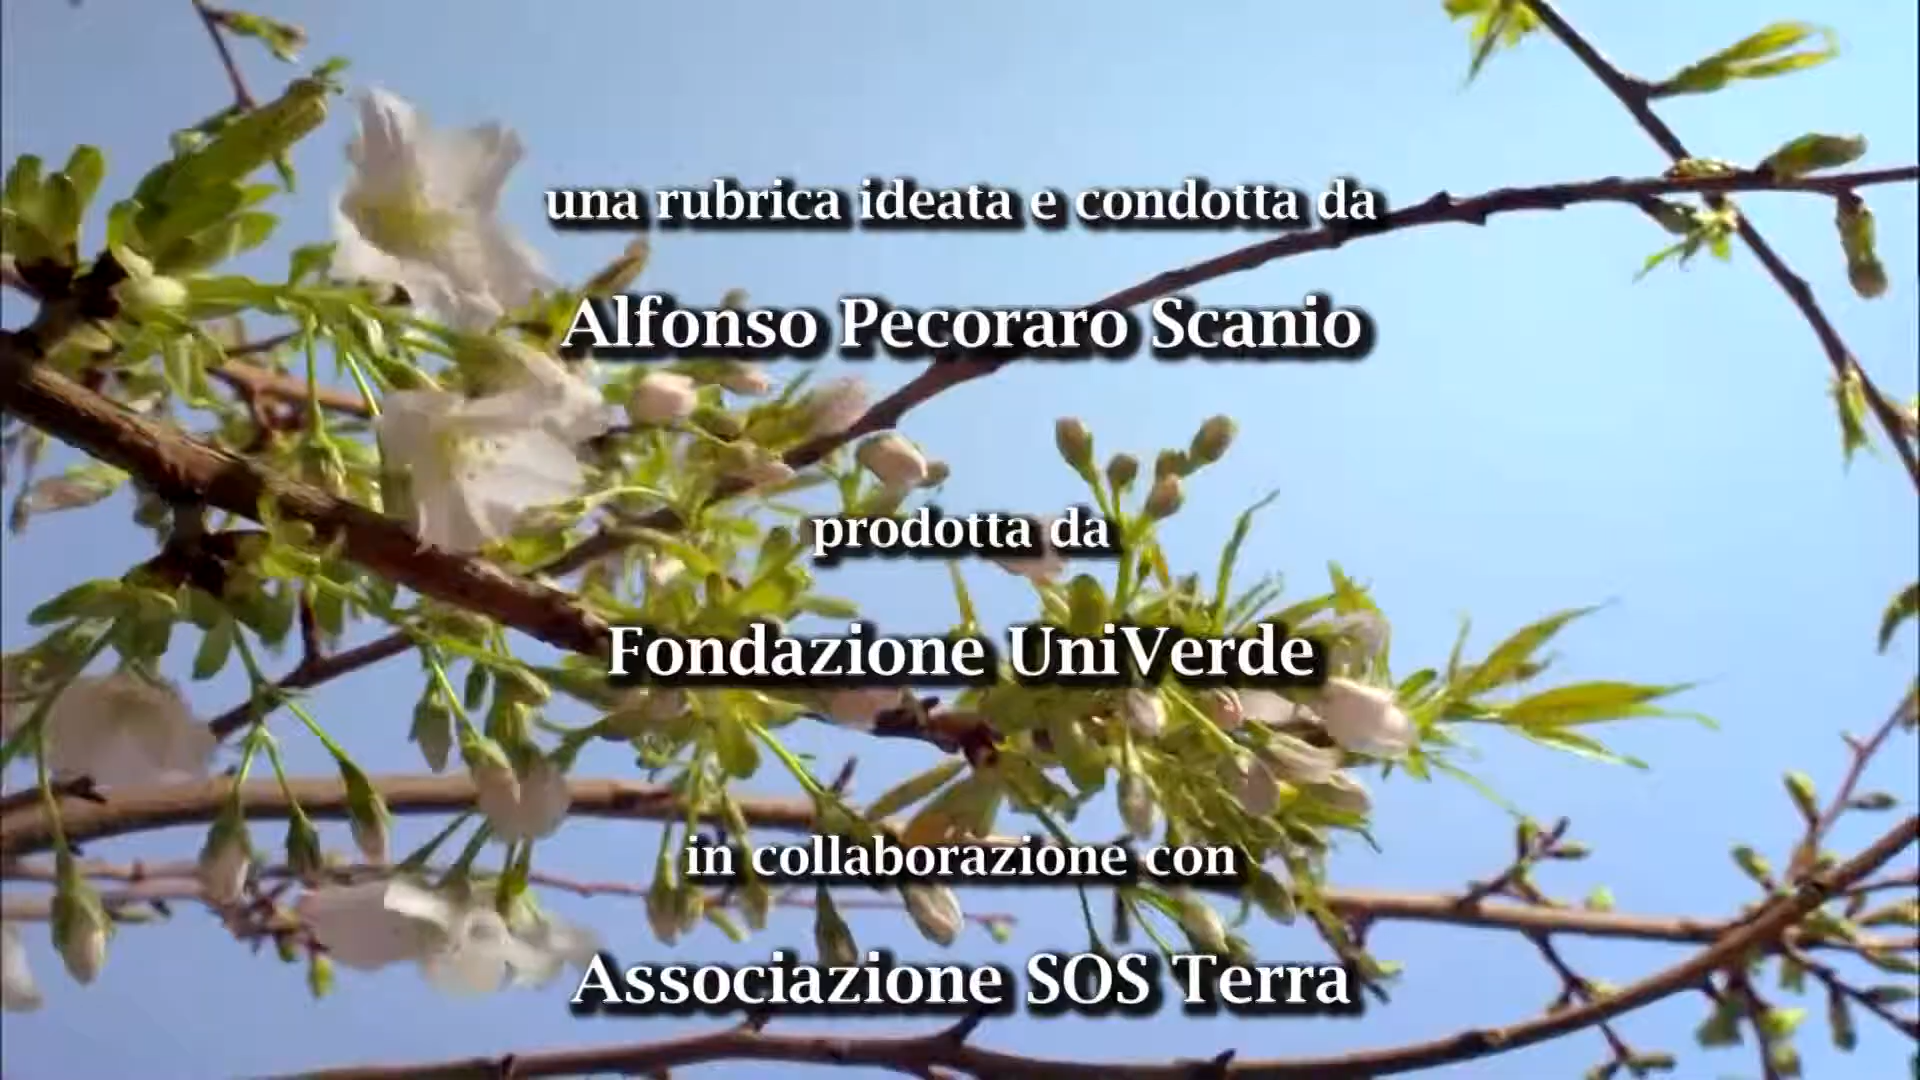 una rubrica ideata e condotta da
Alfonso Pecoraro Scanio
prodotta da
Fondazione UniVerde
in collaborazione con
Associazione SOS Terra